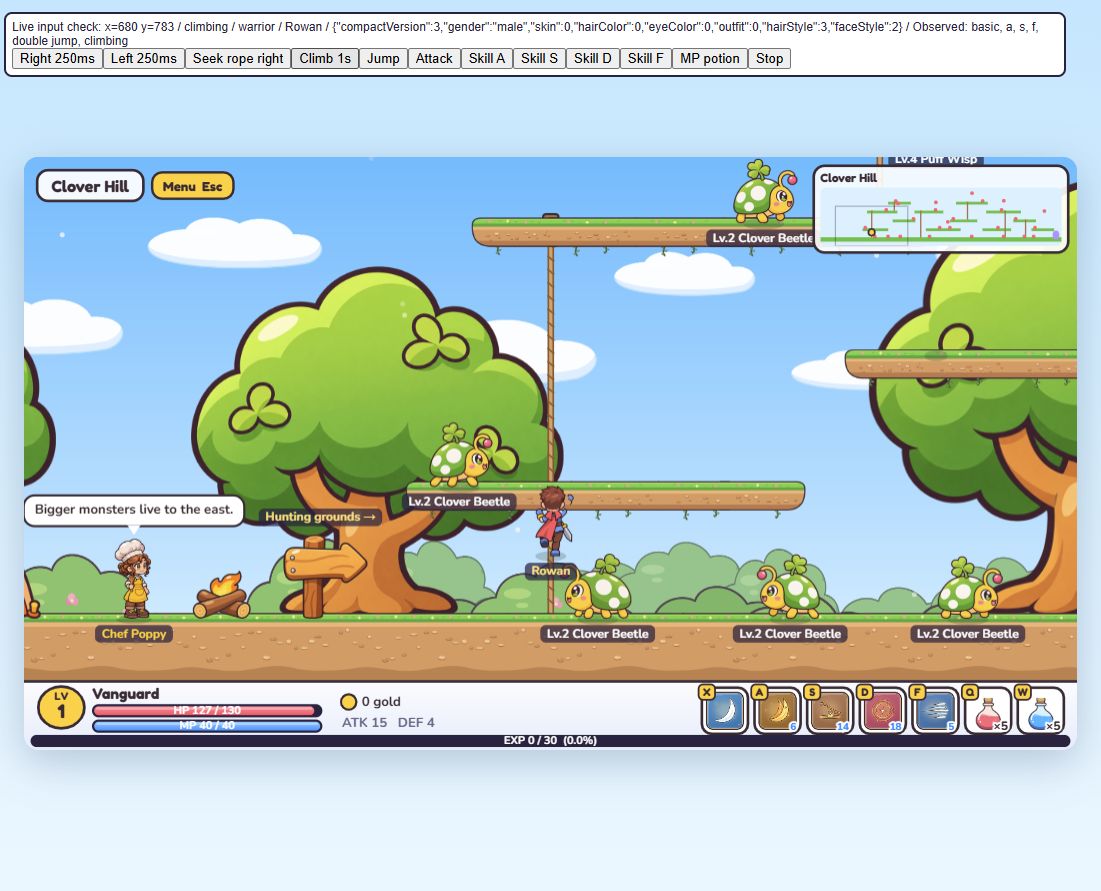 Live input check: x=680 y=783 / climbing / warrior / Rowan / {"compactVersion":3,"gender":"male","skin":0,"hairColor":0,"eyeColor":0,"outfit":0,"hairStyle":3,"faceStyle":2} / Observed: basic, a, s, f,
double jump, climbing
Right 250ms Left 250ms Seek rope right Climb 1s Jump Attack Skill A Skill S Skill D Skill F MP potion Stop
Lv.4 Puff Wisp
Clover Hill Menu Esc
Clover Hill
Lv.2 Clover Beetle
Lv.2 Clover Beetle
Bigger monsters live to the east.
Hunting grounds →
Rowan
Chef Poppy
Lv.2 Clover Beetle
Lv.2 Clover Beetle
Lv.2 Clover Beetle
LV
1
Vanguard
HP 127 / 130
MP 40 / 40
0 gold
ATK 15 DEF 4
X A S D F Q W
6 14 18 5 ×5 ×5
EXP 0 / 30 (0.0%)